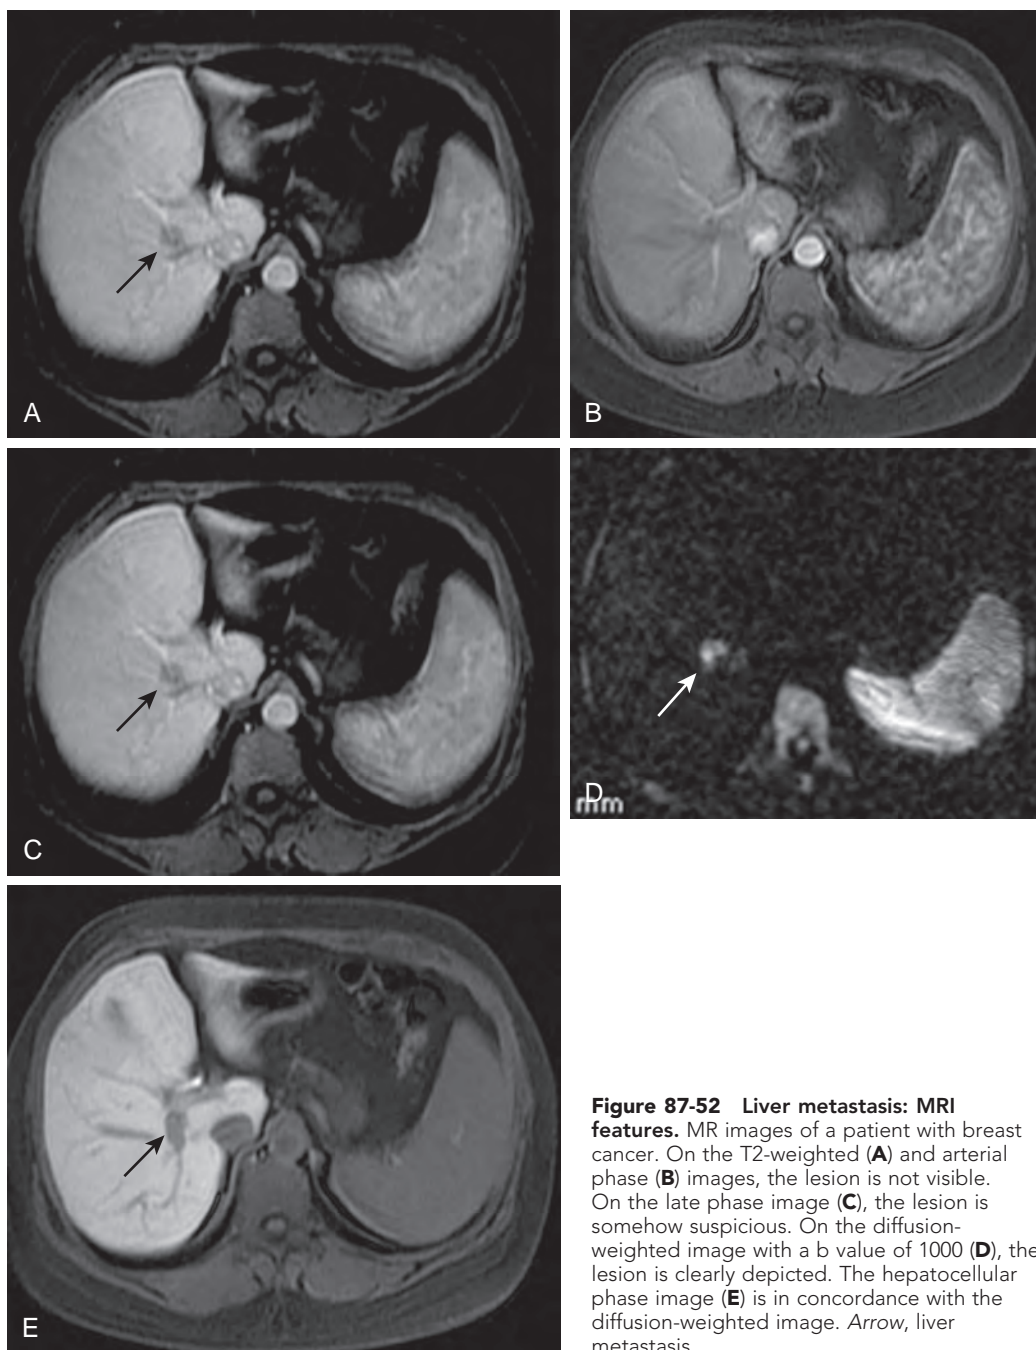 A
B
C
D
mm
E
Figure 87-52 Liver metastasis: MRI
features. MR images of a patient with breast
cancer. On the T2-weighted (A) and arterial
phase (B) images, the lesion is not visible.
On the late phase image (C), the lesion is
somehow suspicious. On the diffusion-
weighted image with a b value of 1000 (D), the
lesion is clearly depicted. The hepatocellular
phase image (E) is in concordance with the
diffusion-weighted image. Arrow, liver
metastasis